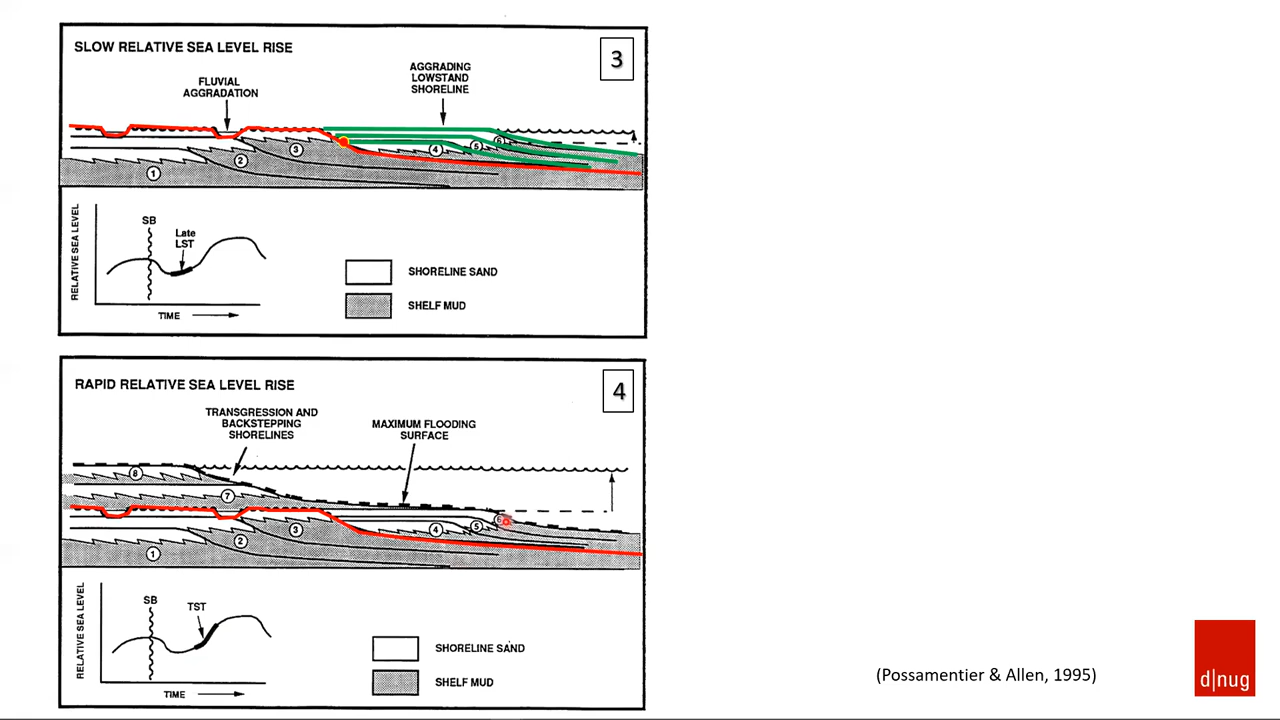 SLOW RELATIVE SEA LEVEL RISE
3
FLUVIAL
AGGRADATION
AGGRADING
LOWSTAND
SHORELINE
1
2
3
4
5
6
RELATIVE SEA LEVEL
SB
Late
LST
TIME
SHORELINE SAND
SHELF MUD
RAPID RELATIVE SEA LEVEL RISE
4
TRANSGRESSION AND
BACKSTEPPING
SHORELINES
MAXIMUM FLOODING
SURFACE
8
7
1
2
3
4
5
6
RELATIVE SEA LEVEL
SB
TST
TIME
SHORELINE SAND
SHELF MUD
(Possamentier & Allen, 1995)
d|nug